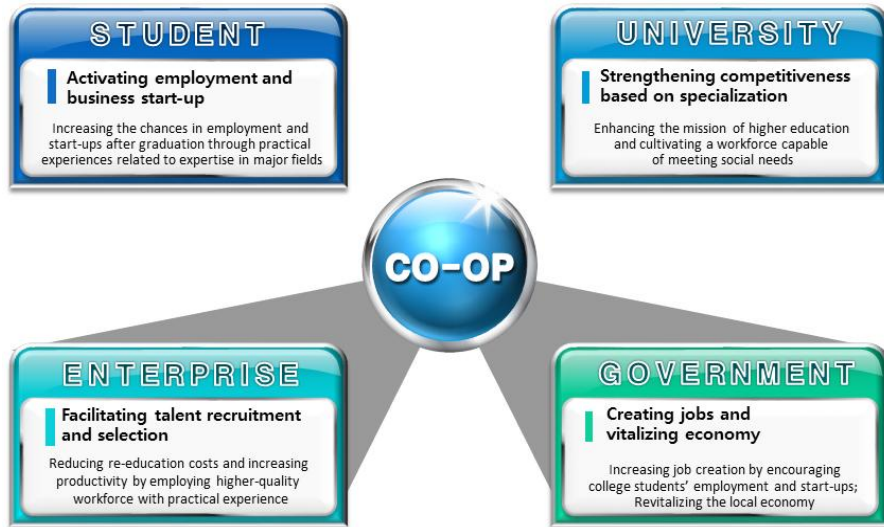 STUDENT
Activating employment and
business start-up
Increasing the chances in employment and
start-ups after graduation through practical
experiences related to expertise in major fields
UNIVERSITY
Strengthening competitiveness
based on specialization
Enhancing the mission of higher education
and cultivating a workforce capable
of meeting social needs
CO-OP
ENTERPRISE
Facilitating talent recruitment
and selection
Reducing re-education costs and increasing
productivity by employing higher-quality
workforce with practical experience
GOVERNMENT
Creating jobs and
vitalizing economy
Increasing job creation by encouraging
college students’ employment and start-ups;
Revitalizing the local economy